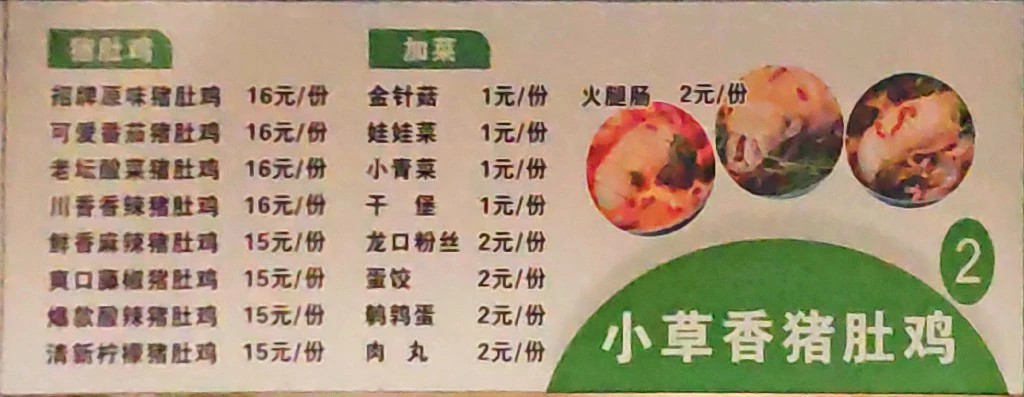 猪肚鸡
招牌原味猪肚鸡 16元/份
可爱番茄猪肚鸡 16元/份
老坛酸菜猪肚鸡 16元/份
川香香辣猪肚鸡 16元/份
鲜香麻辣猪肚鸡 15元/份
爽口藤椒猪肚鸡 15元/份
爆款酸辣猪肚鸡 15元/份
清新柠檬猪肚鸡 15元/份
加菜
金针菇 1元/份
娃娃菜 1元/份
小青菜 1元/份
干堡 1元/份
龙口粉丝 2元/份
蛋饺 2元/份
鹌鹑蛋 2元/份
肉丸 2元/份
火腿肠 2元/份
2
小草香猪肚鸡